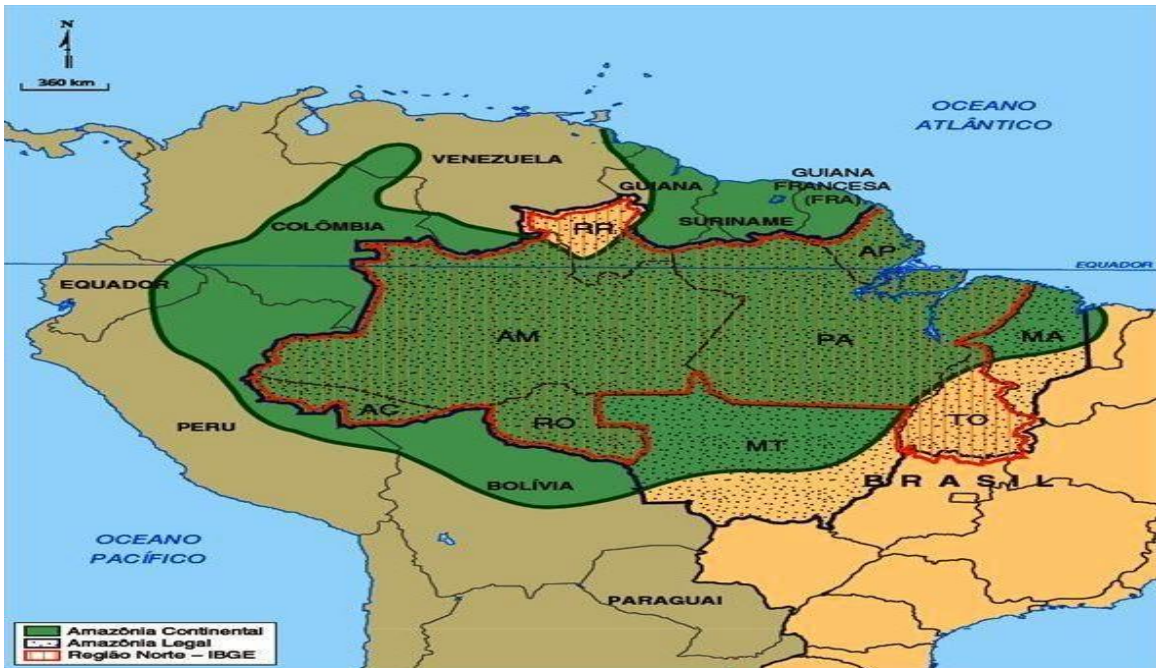 N
360 km
OCEANO
ATLÂNTICO
VENEZUELA
GUIANA
GUIANA
FRANCESA
(FRA)
SURINAME
COLÔMBIA
RR
AP
EQUADOR
EQUADOR
AM
PA
MA
AC
RO
TO
PERU
MT
BRASIL
BOLÍVIA
OCEANO
PACÍFICO
PARAGUAI
Amazônia Continental
Amazônia Legal
Região Norte – IBGE